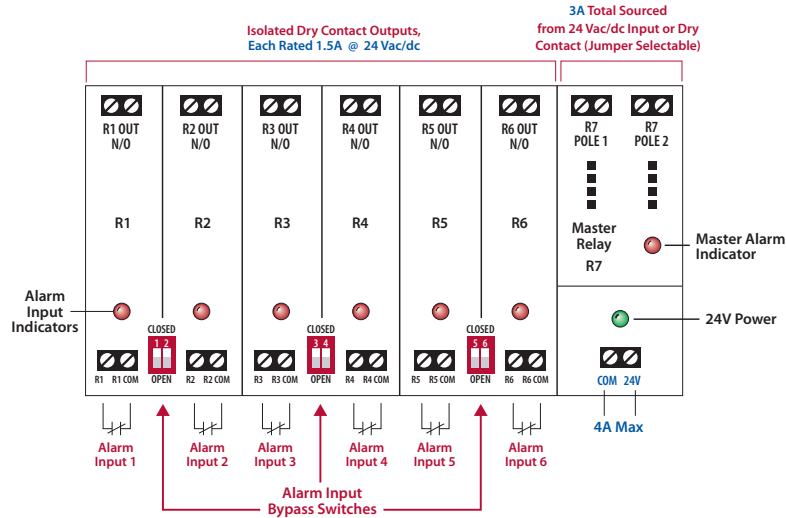 Isolated Dry Contact Outputs,
Each Rated 1.5A @ 24 Vac/dc
3A Total Sourced
from 24 Vac/dc Input or Dry
Contact (Jumper Selectable)
R1 OUT
N/O
R2 OUT
N/O
R3 OUT
N/O
R4 OUT
N/O
R5 OUT
N/O
R6 OUT
N/O
R7
POLE 1
R7
POLE 2
R1
R2
R3
R4
R5
R6
Master
Relay
R7
Master Alarm
Indicator
Alarm
Input
Indicators
24V Power
CLOSED
1 2
OPEN
CLOSED
3 4
OPEN
CLOSED
5 6
OPEN
R1 R1 COM
R2 R2 COM
R3 R3 COM
R4 R4 COM
R5 R5 COM
R6 R6 COM
COM 24V
4A Max
Alarm
Input 1
Alarm
Input 2
Alarm
Input 3
Alarm
Input 4
Alarm
Input 5
Alarm
Input 6
Alarm Input
Bypass Switches